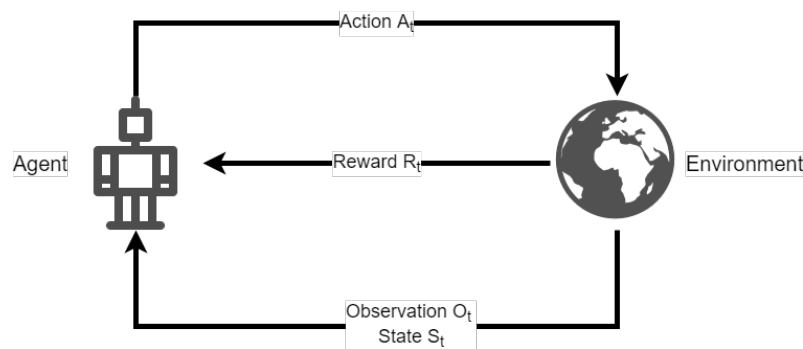 Action Aₜ
Agent
Reward Rₜ
Environment
Observation Oₜ
State Sₜ